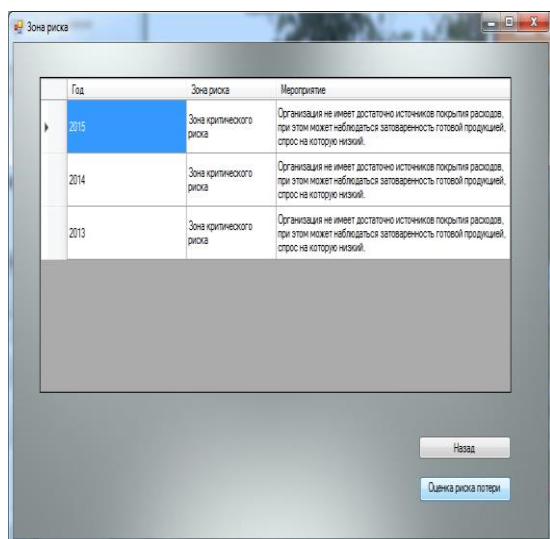 Зона риска
Год Зона риска Мероприятие
2015 Зона критического риска Организация не имеет достаточно источников покрытия расходов,
при этом может наблюдаться затоваренность готовой продукцией,
спрос на которую низкий.
2014 Зона критического риска Организация не имеет достаточно источников покрытия расходов,
при этом может наблюдаться затоваренность готовой продукцией,
спрос на которую низкий.
2013 Зона критического риска Организация не имеет достаточно источников покрытия расходов,
при этом может наблюдаться затоваренность готовой продукцией,
спрос на которую низкий.
Назад
Оценка риска потери